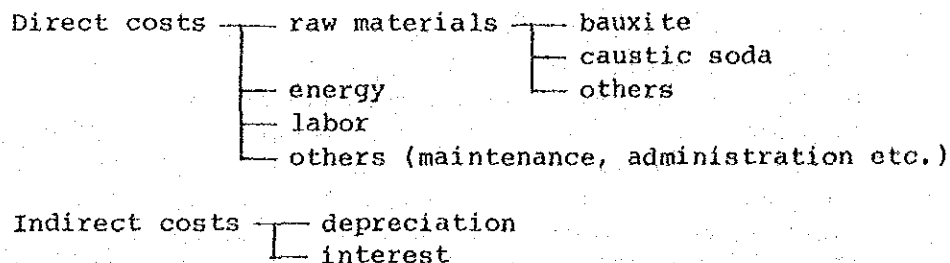 Direct costs raw materials bauxite
caustic soda
others
energy
labor
others (maintenance, administration etc.)
Indirect costs depreciation
interest